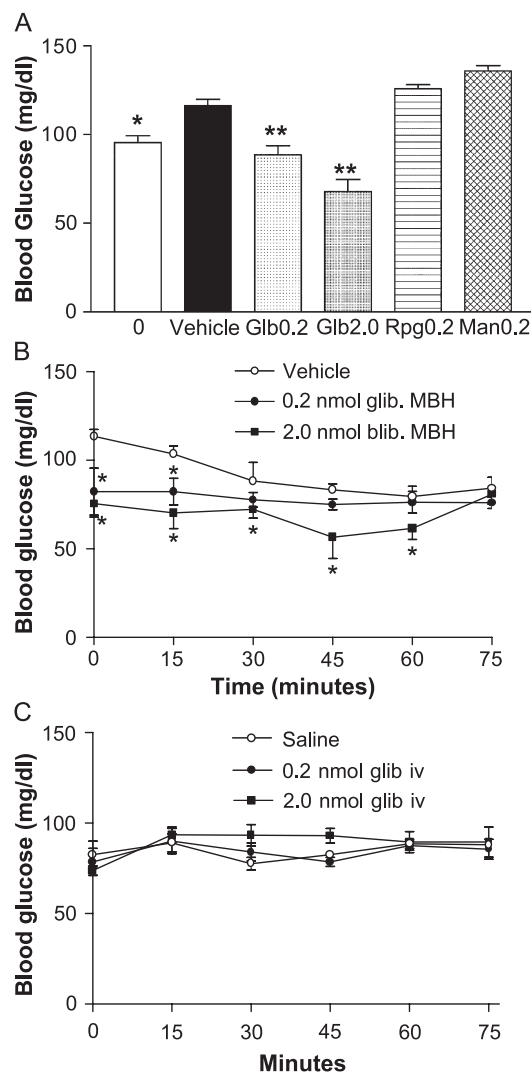 A
Blood Glucose (mg/dl)
150
100
50
0
*
**
**
0 Vehicle Glb0.2 Glb2.0 Rpg0.2 Man0.2
B
Blood glucose (mg/dl)
150
100
50
0
Vehicle
0.2 nmol glib. MBH
2.0 nmol blib. MBH
* *
* * * * *
0 15 30 45 60 75
Time (minutes)
C
Blood glucose (mg/dl)
150
100
50
0
Saline
0.2 nmol glib iv
2.0 nmol glib iv
0 15 30 45 60 75
Minutes